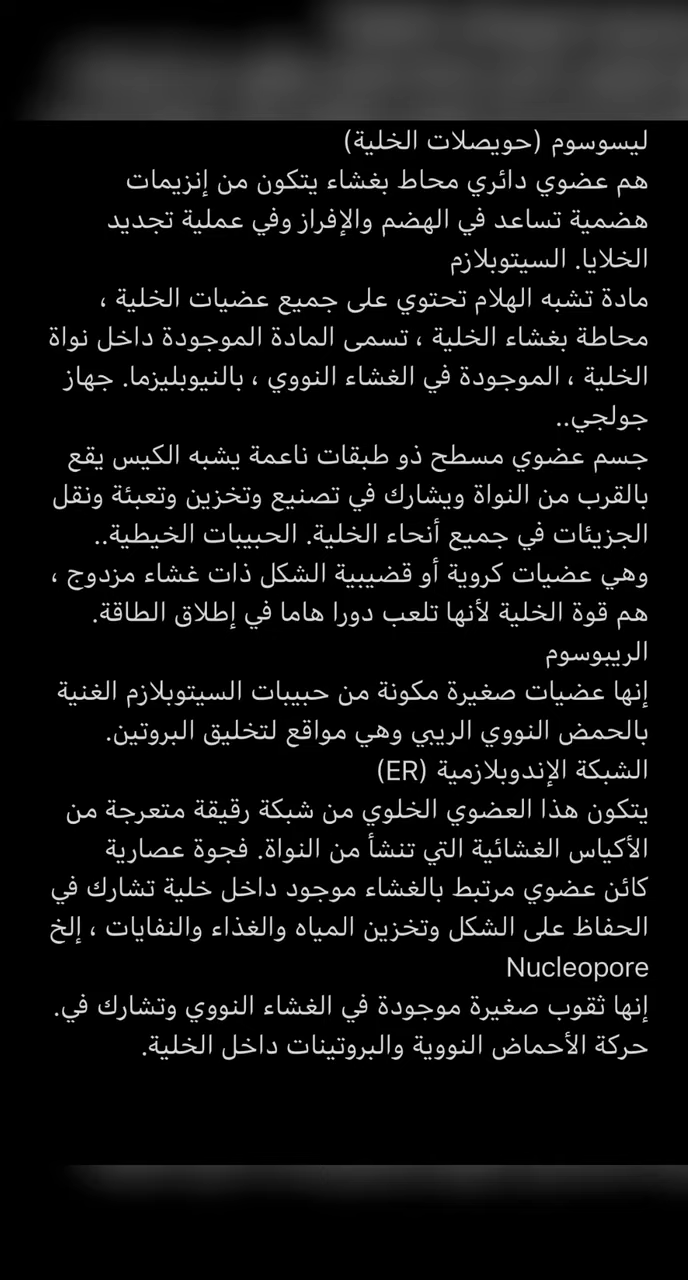 ليسوسوم (حويصلات الخلية)
هم عضوي دائري محاط بغشاء يتكون من إنزيمات
هضمية تساعد في الهضم والإفراز وفي عملية تجديد
الخلايا. السيتوبلازم
مادة تشبه الهلام تحتوي على جميع عضيات الخلية ،
محاطة بغشاء الخلية ، تسمى المادة الموجودة داخل نواة
الخلية ، الموجودة في الغشاء النووي ، بالنيوبليزما. جهاز
جولجي..
جسم عضوي مسطح ذو طبقات ناعمة يشبه الكيس يقع
بالقرب من النواة ويشارك في تصنيع وتخزين وتعبئة ونقل
الجزيئات في جميع أنحاء الخلية. الحبيبات الخيطية..
وهي عضيات كروية أو قضيبية الشكل ذات غشاء مزدوج ،
هم قوة الخلية لأنها تلعب دورا هاما في إطلاق الطاقة.
الريبوسوم
إنها عضيات صغيرة مكونة من حبيبات السيتوبلازم الغنية
بالحمض النووي الريبي وهي مواقع لتخليق البروتين.
الشبكة الإندوبلازمية (ER)
يتكون هذا العضوي الخلوي من شبكة رقيقة متعرجة من
الأكياس الغشائية التي تنشأ من النواة. فجوة عصارية
كائن عضوي مرتبط بالغشاء موجود داخل خلية تشارك في
الحفاظ على الشكل وتخزين المياه والغذاء والنفايات ، إلخ
Nucleopore
إنها ثقوب صغيرة موجودة في الغشاء النووي وتشارك في.
حركة الأحماض النووية والبروتينات داخل الخلية.